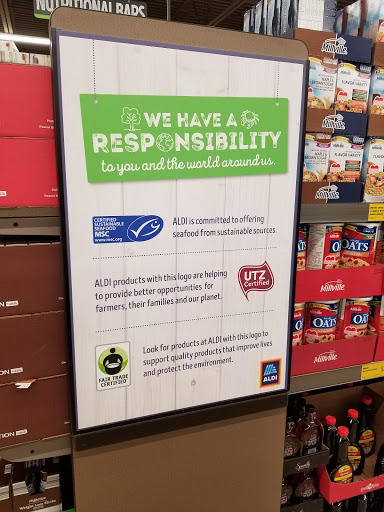 NUTRITIONAL BARS
WE HAVE A
RESPONSIBILITY
to you and the world around us.
CERTIFIED
SUSTAINABLE
SEAFOOD
MSC
www.msc.org
ALDI is committed to offering
seafood from sustainable sources.
ALDI products with this logo are helping
to provide better opportunities for
farmers, their families and our planet.
UTZ
Certified
Look for products at ALDI with this logo to
support quality products that improve lives
and protect the environment.
FAIR TRADE
CERTIFIED
ALDI
Millville
Millville
Millville
FLAVOR VARIETY
OATS
OATS
Millville
OATS
OATS
Millville